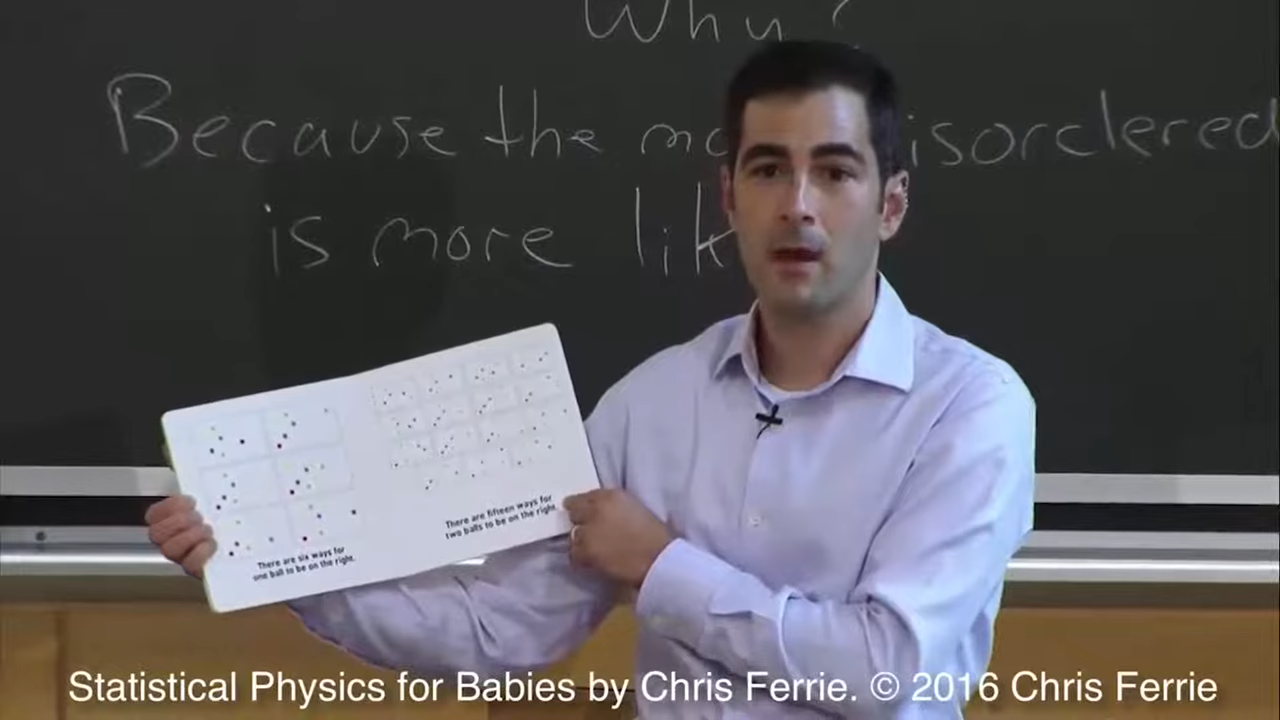 Why?
Because the mo isordered
is more lik
There are six ways for
one ball to be on the right.
There are fifteen ways for
two balls to be on the right.
Statistical Physics for Babies by Chris Ferrie. © 2016 Chris Ferrie